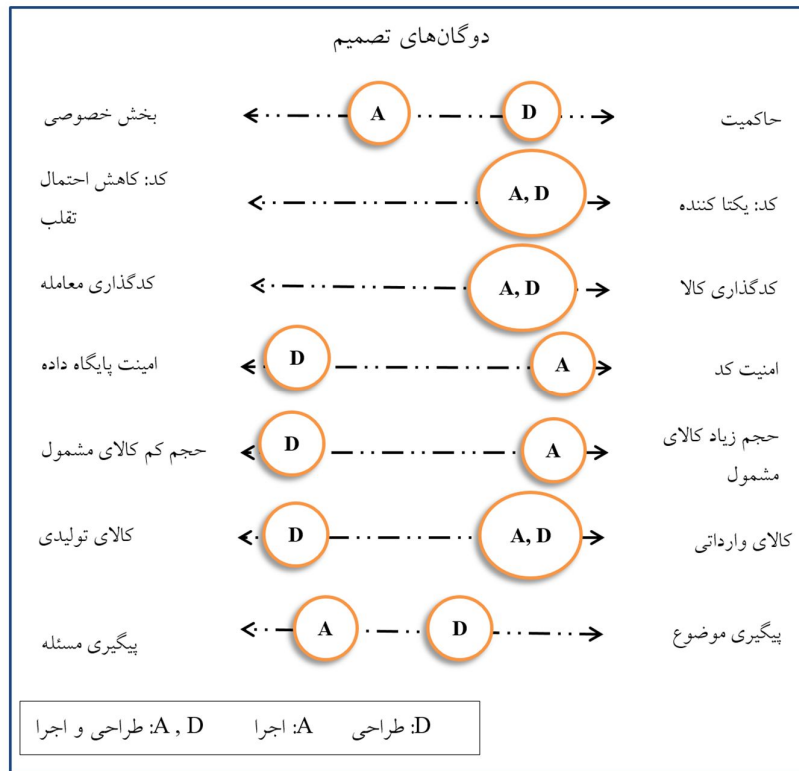 دوگان‌های تصمیم
حاکمیت D A بخش خصوصی
کد: یکتا کننده A, D کد: کاهش احتمال
تقلب
کدگذاری کالا A, D کدگذاری معامله
امنیت کد A D امینت پایگاه داده
حجم زیاد کالای
مشمول A D حجم کم کالای مشمول
کالای وارداتی A, D D کالای تولیدی
پیگیری موضوع D A پیگیری مسئله
D: طراحی A: اجرا A , D: طراحی و اجرا